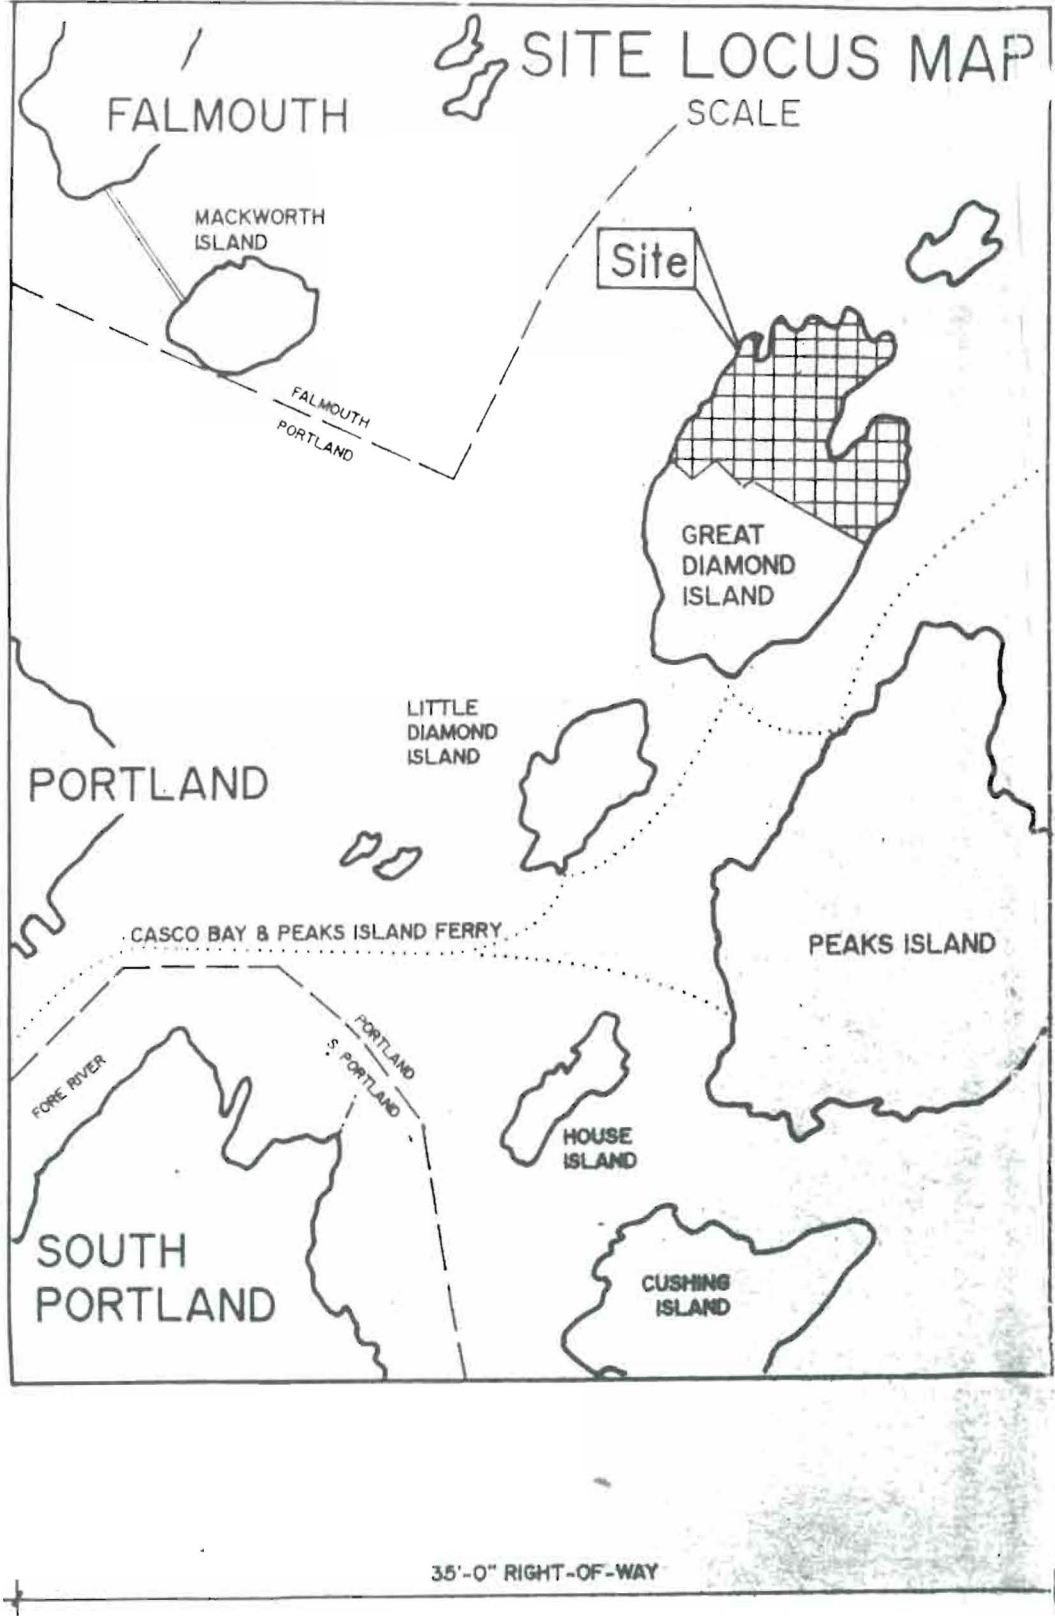 SITE LOCUS MAP
SCALE
FALMOUTH
MACKWORTH
ISLAND
Site
FALMOUTH
PORTLAND
GREAT
DIAMOND
ISLAND
LITTLE
DIAMOND
ISLAND
PORTLAND
CASCO BAY & PEAKS ISLAND FERRY
PEAKS ISLAND
PORTLAND
S. PORTLAND
FORE RIVER
HOUSE
ISLAND
SOUTH
PORTLAND
CUSHING
ISLAND
35'-0" RIGHT-OF-WAY